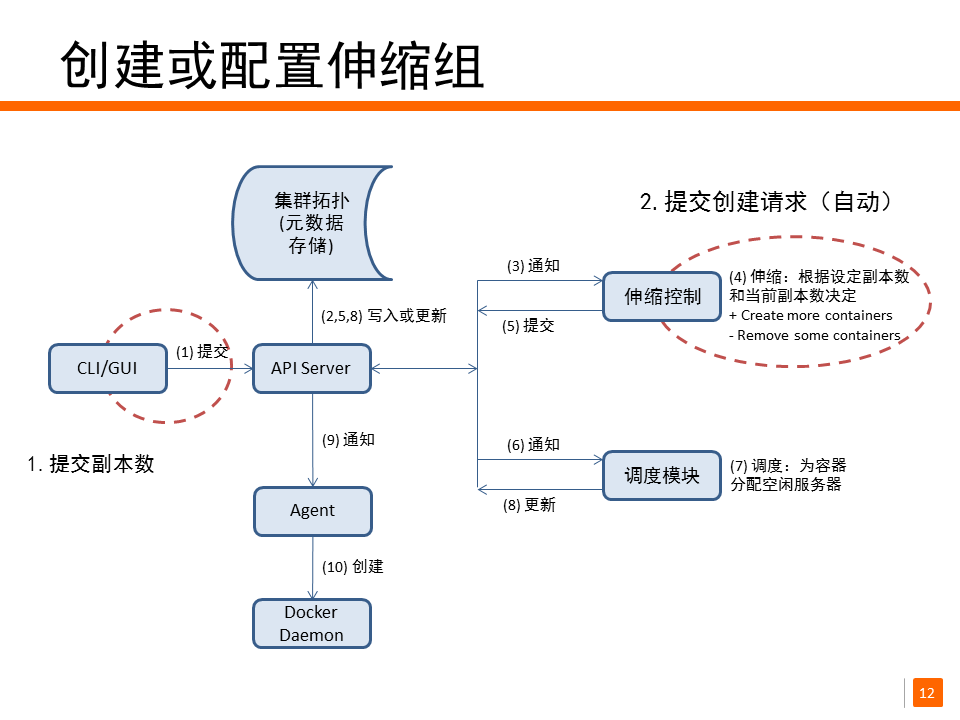 创建或配置伸缩组
集群拓扑
(元数据
存储)
2.提交创建请求（自动）
(3) 通知
(4) 伸缩：根据设定副本数
和当前副本数决定
+ Create more containers
- Remove some containers
伸缩控制
(2,5,8) 写入或更新
(5) 提交
(1) 提交
CLI/GUI
API Server
(9) 通知
(6) 通知
1.提交副本数
调度模块
(7) 调度：为容器
分配空闲服务器
(8) 更新
Agent
(10) 创建
Docker
Daemon
12